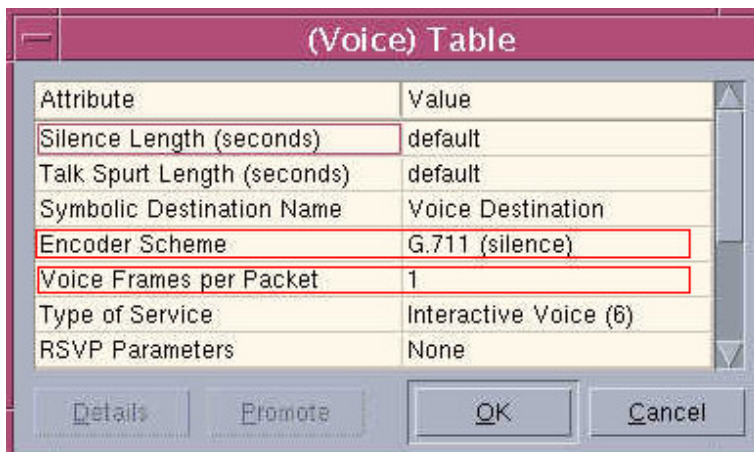 (Voice) Table
Attribute Value
Silence Length (seconds) default
Talk Spurt Length (seconds) default
Symbolic Destination Name Voice Destination
Encoder Scheme G.711 (silence)
Voice Frames per Packet 1
Type of Service Interactive Voice (6)
RSVP Parameters None
Details Promote OK Cancel